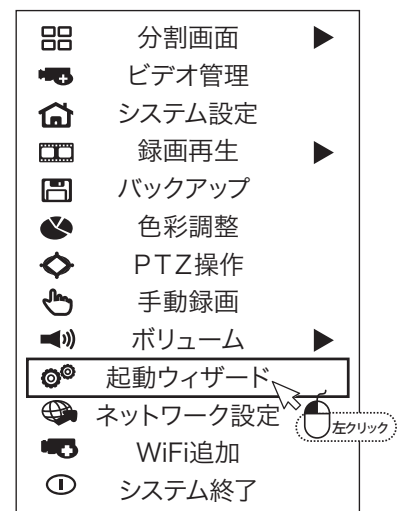 分割画面
ビデオ管理
システム設定
録画再生
バックアップ
色彩調整
PTZ操作
手動録画
ボリューム
起動ウィザード
ネットワーク設定
左クリック
WiFi追加
システム終了